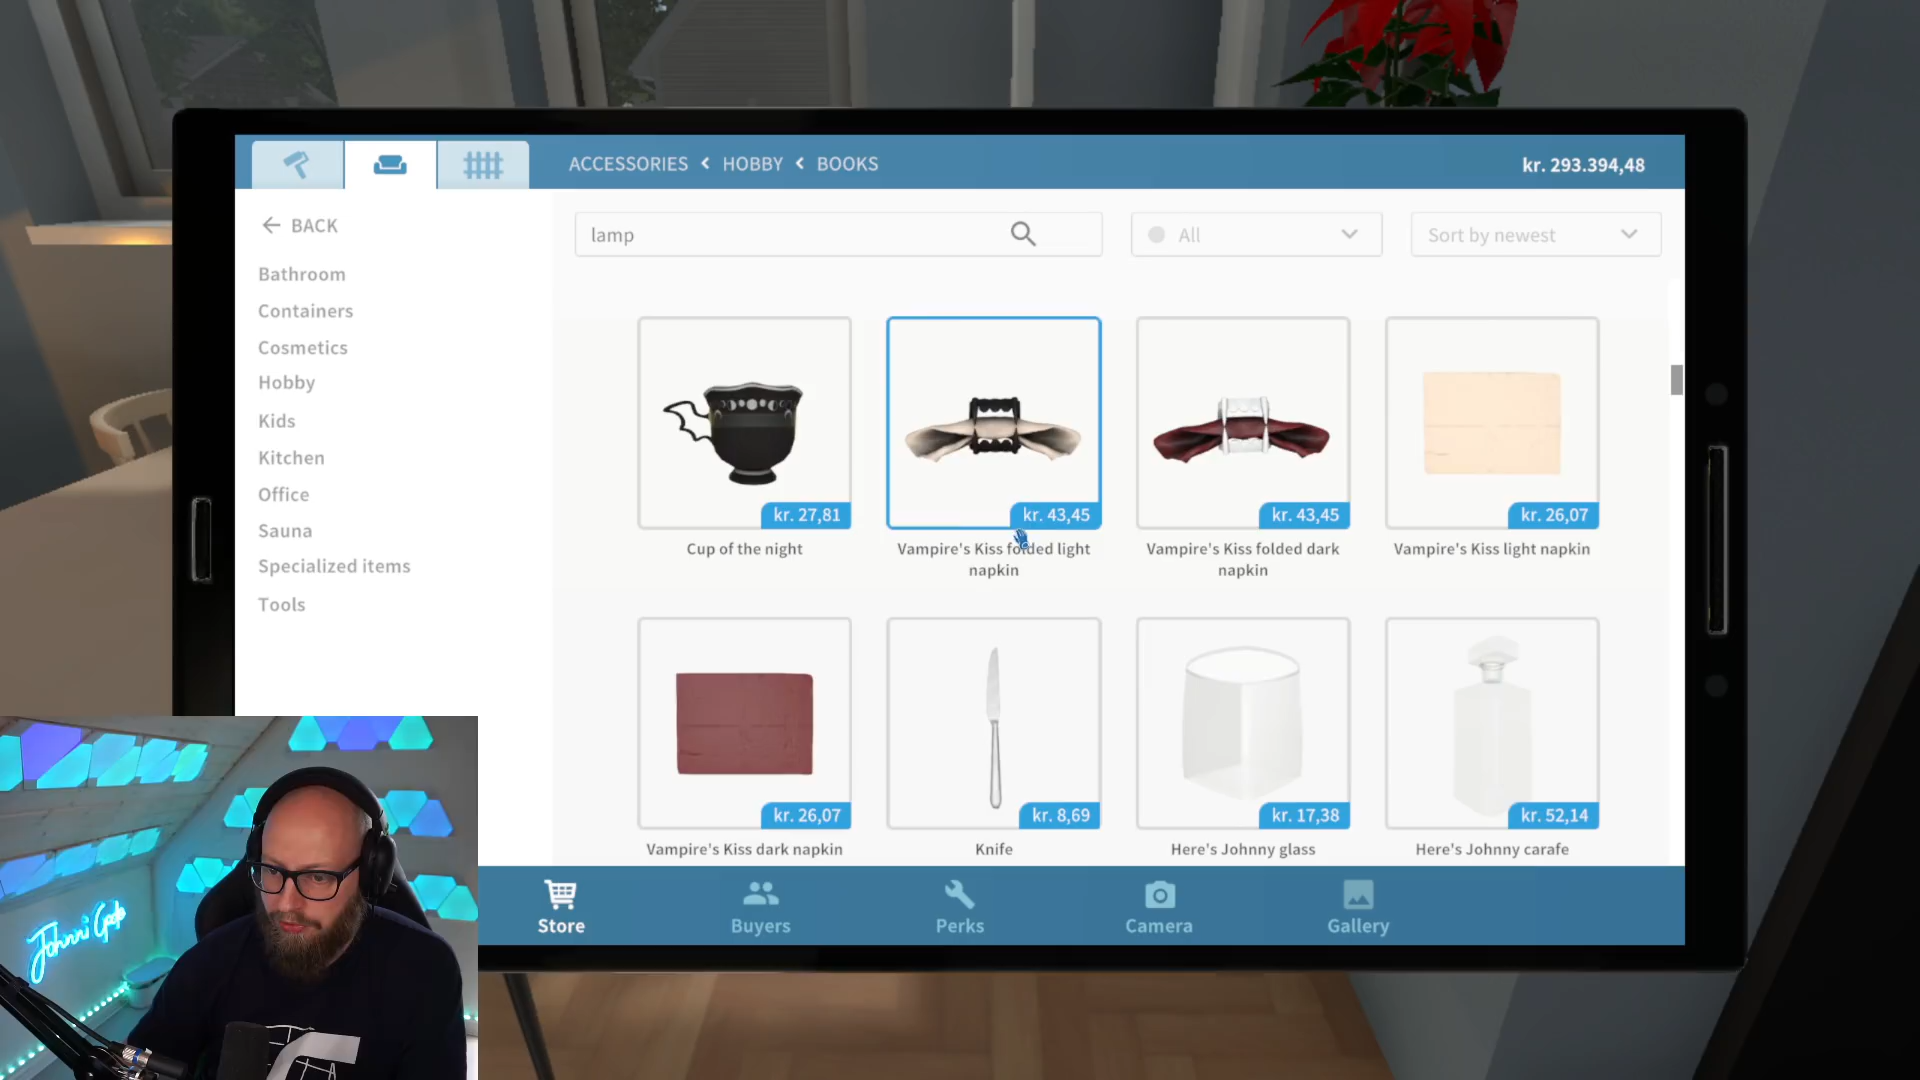 ACCESSORIES < HOBBY < BOOKS
kr. 293.394,48
BACK
lamp
All
Sort by newest
Bathroom
Containers
Cosmetics
Hobby
Kids
Kitchen
Office
Sauna
Specialized items
Tools
kr. 27,81
kr. 43,45
kr. 43,45
kr. 26,07
Cup of the night
Vampire's Kiss folded light
napkin
Vampire's Kiss folded dark
napkin
Vampire's Kiss light napkin
kr. 26,07
kr. 8,69
kr. 17,38
kr. 52,14
Vampire's Kiss dark napkin
Knife
Here's Johnny glass
Here's Johnny carafe
Store
Buyers
Perks
Camera
Gallery